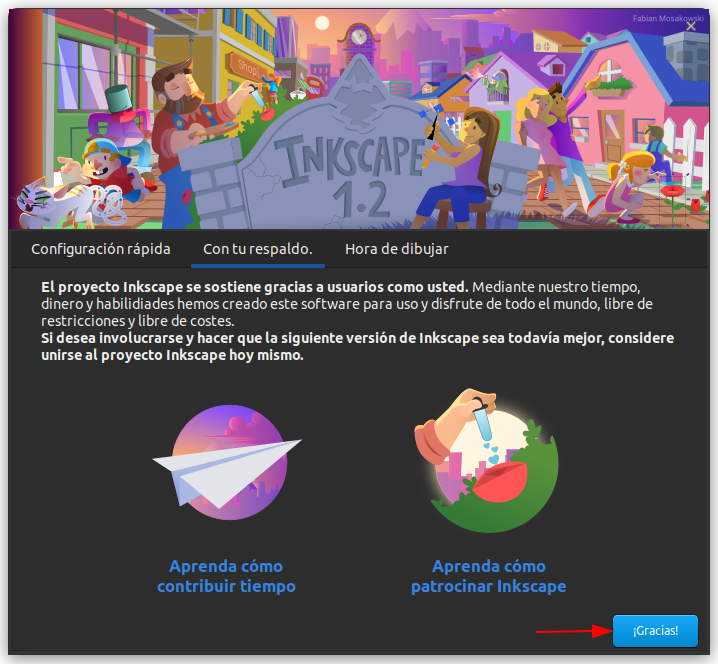 Fabian Mosakowski
Shop!
INKSCAPE
1.2
Configuración rápida
Con tu respaldo.
Hora de dibujar
El proyecto Inkscape se sostiene gracias a usuarios como usted. Mediante nuestro tiempo,
dinero y habilidades hemos creado este software para uso y disfrute de todo el mundo, libre de
restricciones y libre de costes.
Si desea involucrarse y hacer que la siguiente versión de Inkscape sea todavía mejor, considere
unirse al proyecto Inkscape hoy mismo.
Aprenda cómo
contribuir tiempo
Aprenda cómo
patrocinar Inkscape
¡Gracias!